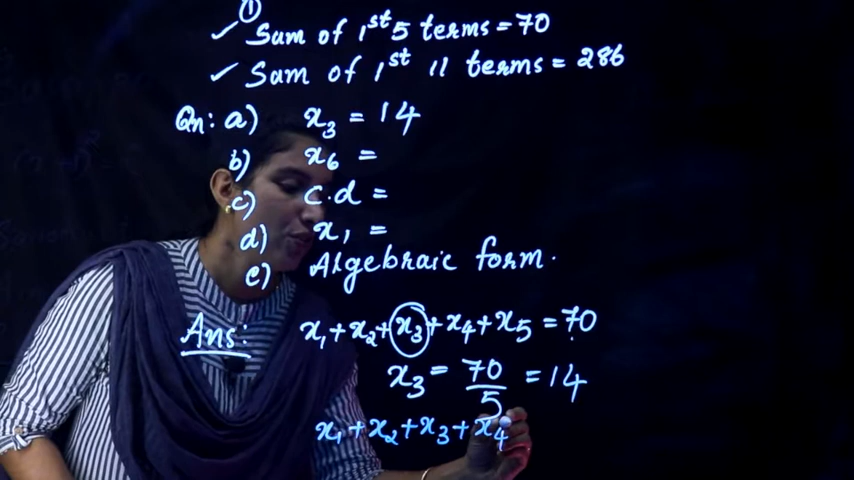 ①
✓ Sum of 1st 5 terms = 70
✓ Sum of 1st 11 terms = 286
Qn: a) x₃ = 14
b) x₆ =
c) c.d =
d) x₁ =
e) Algebraic form.
Ans: x₁ + x₂ + x₃ + x₄ + x₅ = 70
x₃ = 70/5 = 14
x₁ + x₂ + x₃ + x₄